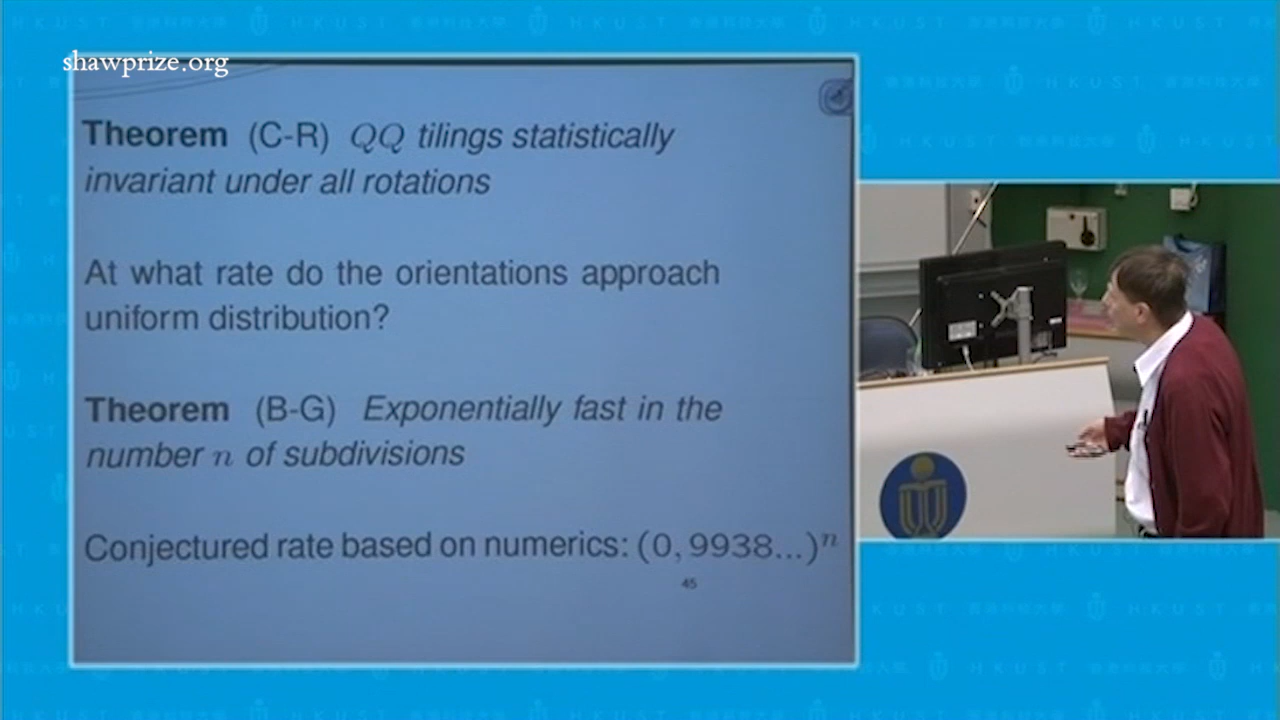 HKUST
shawprize.org
Theorem (C-R) QQ tilings statistically
invariant under all rotations
At what rate do the orientations approach
uniform distribution?
Theorem (B-G) Exponentially fast in the
number n of subdivisions
Conjectured rate based on numerics: (0, 9938...)ⁿ
45